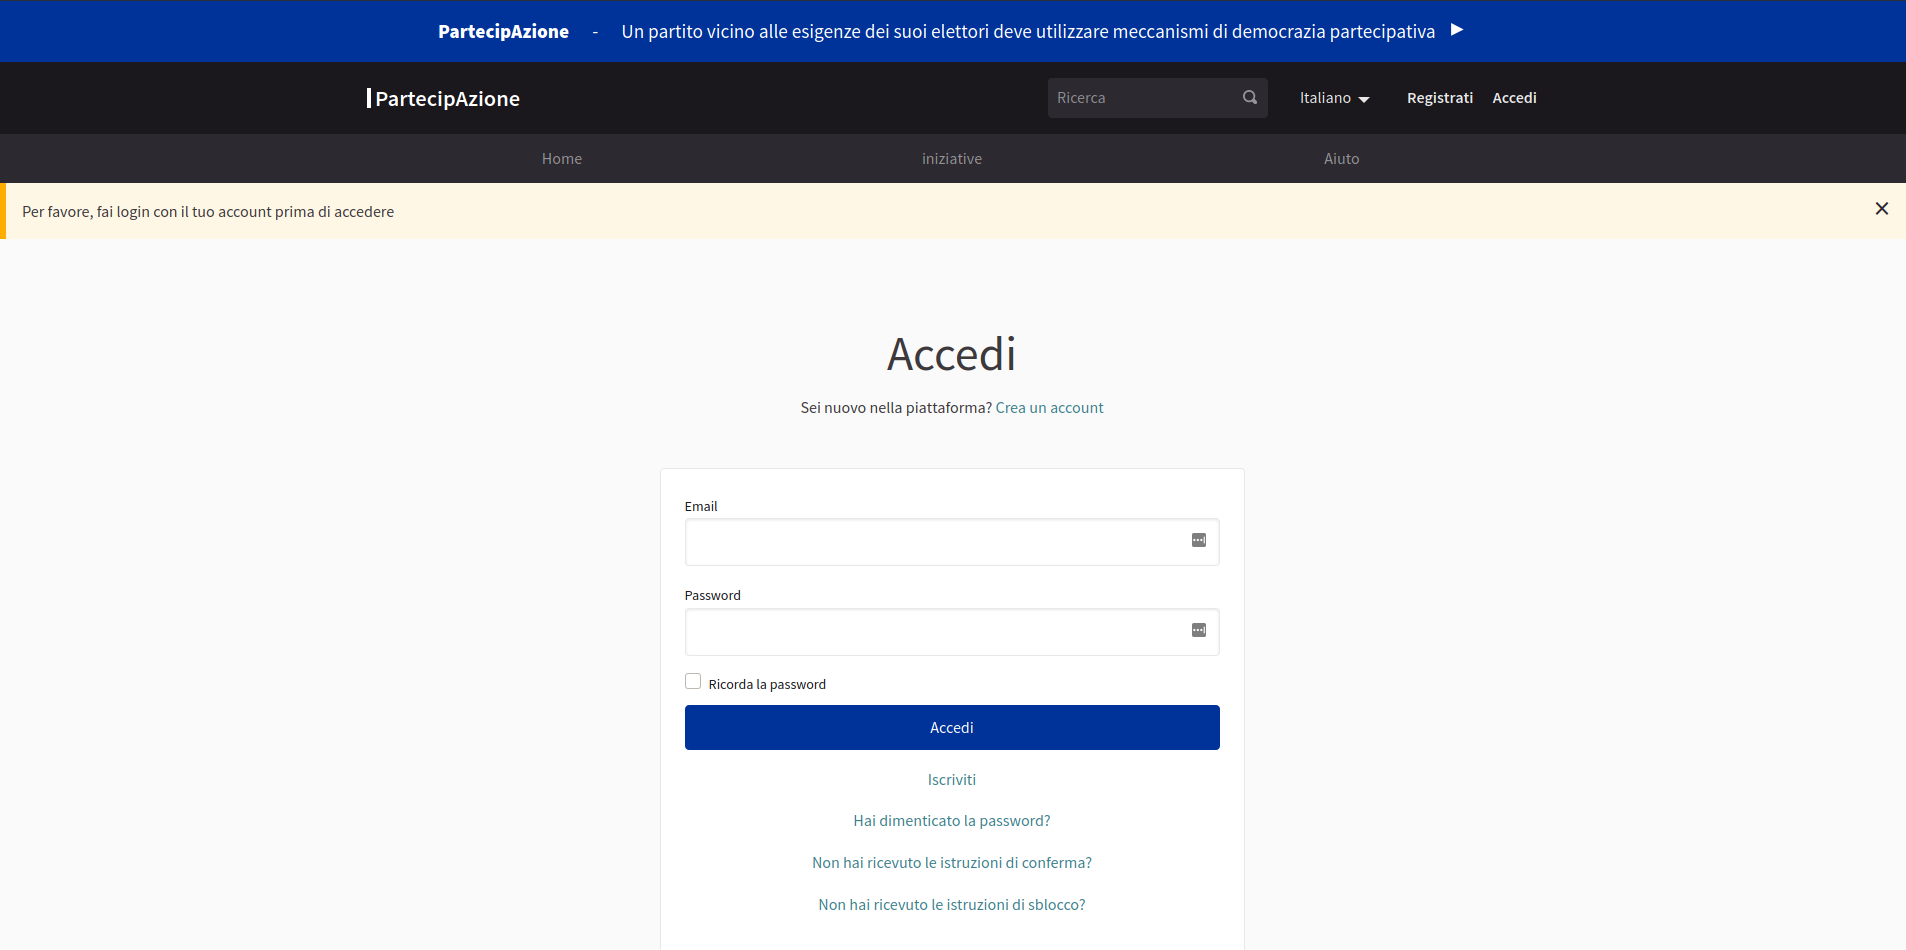 PartecipAzione - Un partito vicino alle esigenze dei suoi elettori deve utilizzare meccanismi di democrazia partecipativa
PartecipAzione Ricerca Italiano Registrati Accedi
Home iniziative Aiuto
Per favore, fai login con il tuo account prima di accedere
Accedi
Sei nuovo nella piattaforma? Crea un account
Email
Password
Ricorda la password
Accedi
Iscriviti
Hai dimenticato la password?
Non hai ricevuto le istruzioni di conferma?
Non hai ricevuto le istruzioni di sblocco?